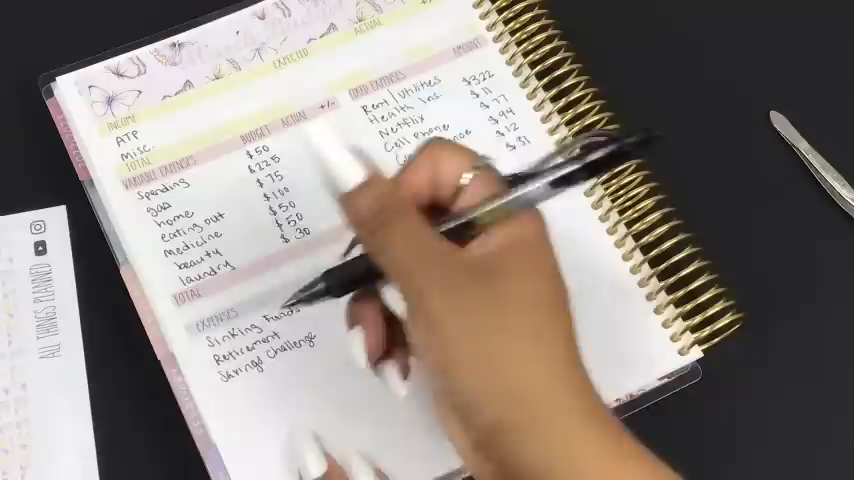 EXPECTED
ACTUAL
+/-
INCOME
ATP
Misc.
TOTAL
VARIABLE EXPENSES BUDGET ACTUAL +/-
Spending $50
gas $225
home $75
eating out $100
medicine $50
beauty $50
laundry $30
TOTAL
EXPENSES
Sinking Funds
Retirement
Savings Challenge
FIXED EXPENSES AMOUNT
Rent/Utilities $322
Health Ins. $11
Netflix $77
Cell Phone $94
$12
$31
ALL THINGS PLANNED